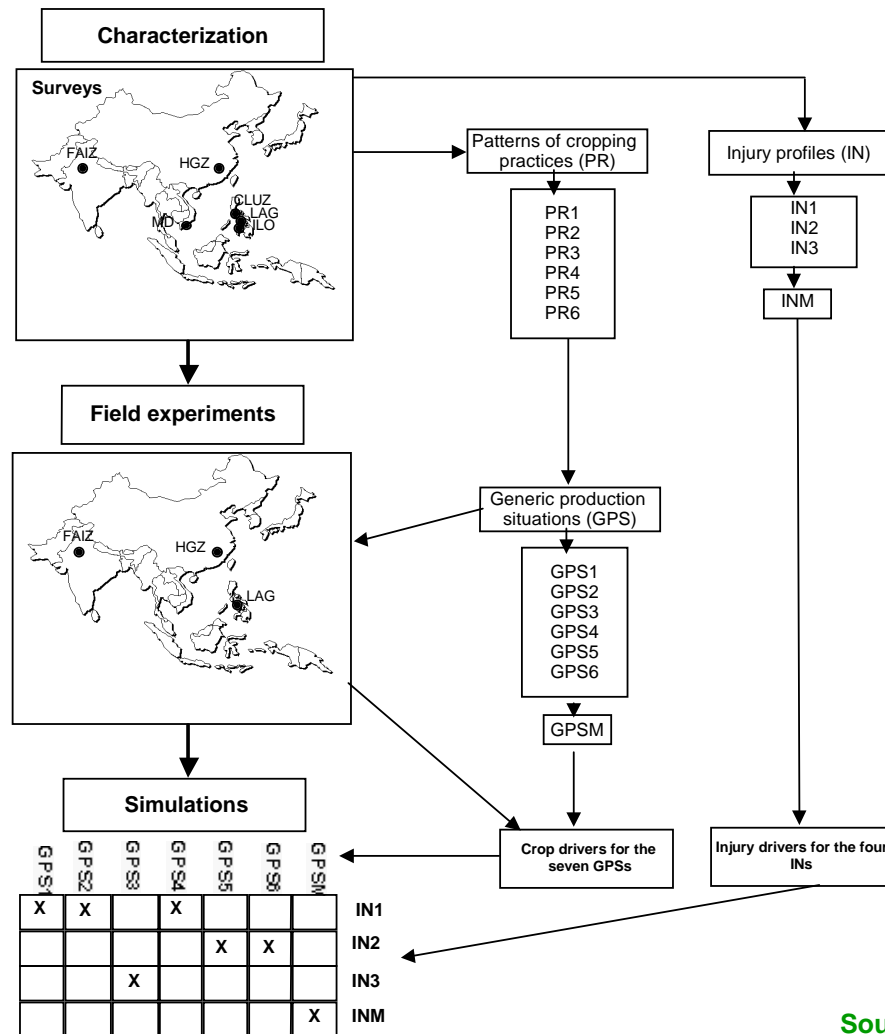 Characterization
Surveys
FAIZ
HGZ
CLUZ
LAG
ILO
MD
Patterns of cropping
practices (PR)
PR1
PR2
PR3
PR4
PR5
PR6
Injury profiles (IN)
IN1
IN2
IN3
INM
Field experiments
FAIZ
HGZ
LAG
Generic production
situations (GPS)
GPS1
GPS2
GPS3
GPS4
GPS5
GPS6
GPSM
Simulations
Crop drivers for the
seven GPSs
Injury drivers for the four
INs
GPS1 GPS2 GPS3 GPS4 GPS5 GPS6 GPSM
X X X IN1
X X IN2
X IN3
X INM
Sou